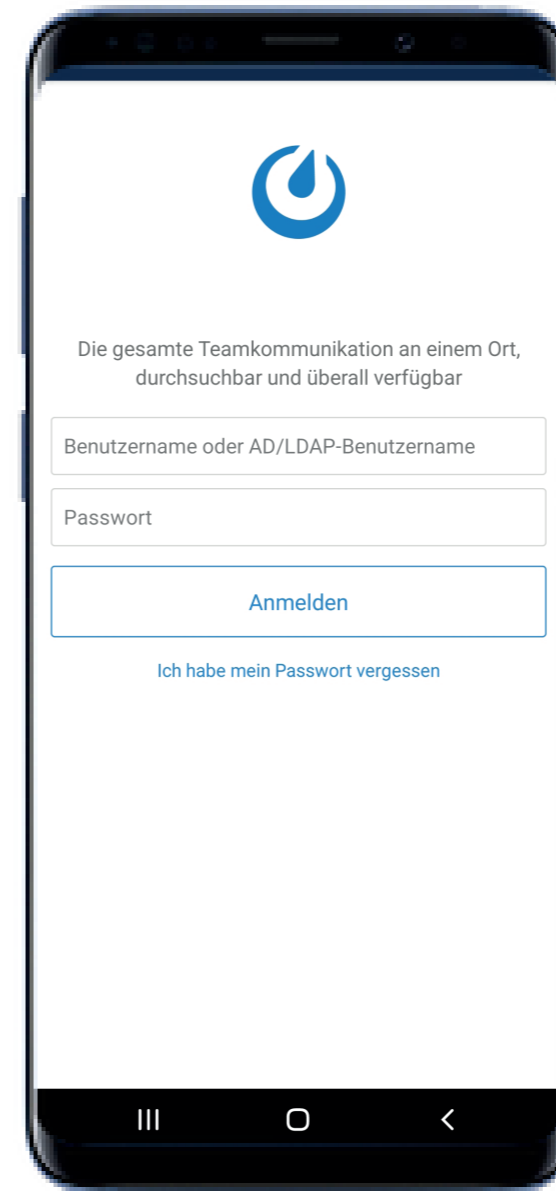 Die gesamte Teamkommunikation an einem Ort,
durchsuchbar und überall verfügbar
Benutzername oder AD/LDAP-Benutzername
Passwort
Anmelden
Ich habe mein Passwort vergessen